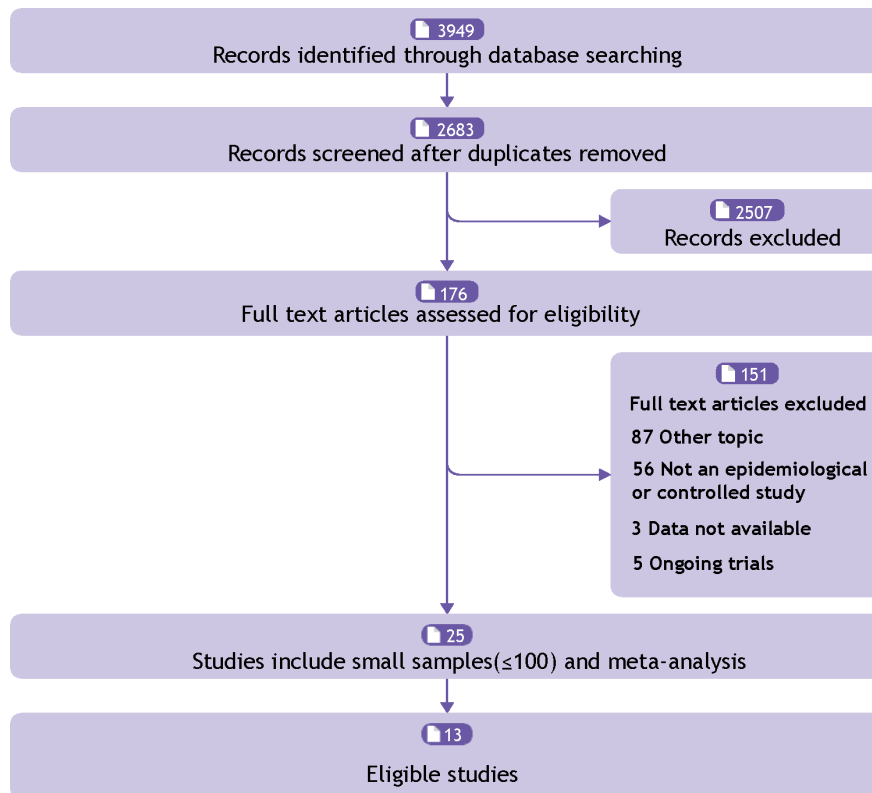 3949
Records identified through database searching
2683
Records screened after duplicates removed
2507
Records excluded
176
Full text articles assessed for eligibility
151
Full text articles excluded
87 Other topic
56 Not an epidemiological
or controlled study
3 Data not available
5 Ongoing trials
25
Studies include small samples(≤100) and meta-analysis
13
Eligible studies